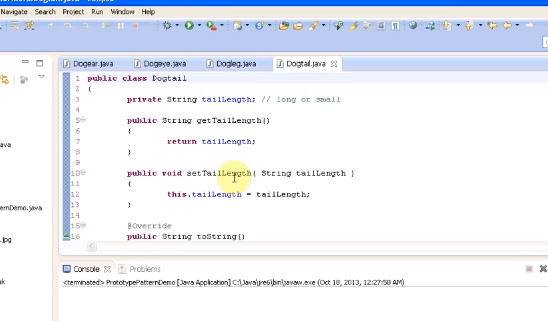 Navigate Search Project Run Window Help
Dogear.java Dogeye.java Dogleg.java Dogtail.java
1 public class Dogtail
2 {
3 private String tailLength; // long or small
4
5 public String getTailLength()
6 {
7 return tailLength;
8 }
9
10 public void setTailLength( String tailLength )
11 {
12 this.tailLength = tailLength;
13 }
14
15 @Override
16 public String toString()
ava
nDemo.java
.jpg
Console Problems
<terminated> PrototypePatternDemo [Java Application] C:\Java\jre6\bin\javaw.exe (Oct 18, 2013, 12:27:58 AM)